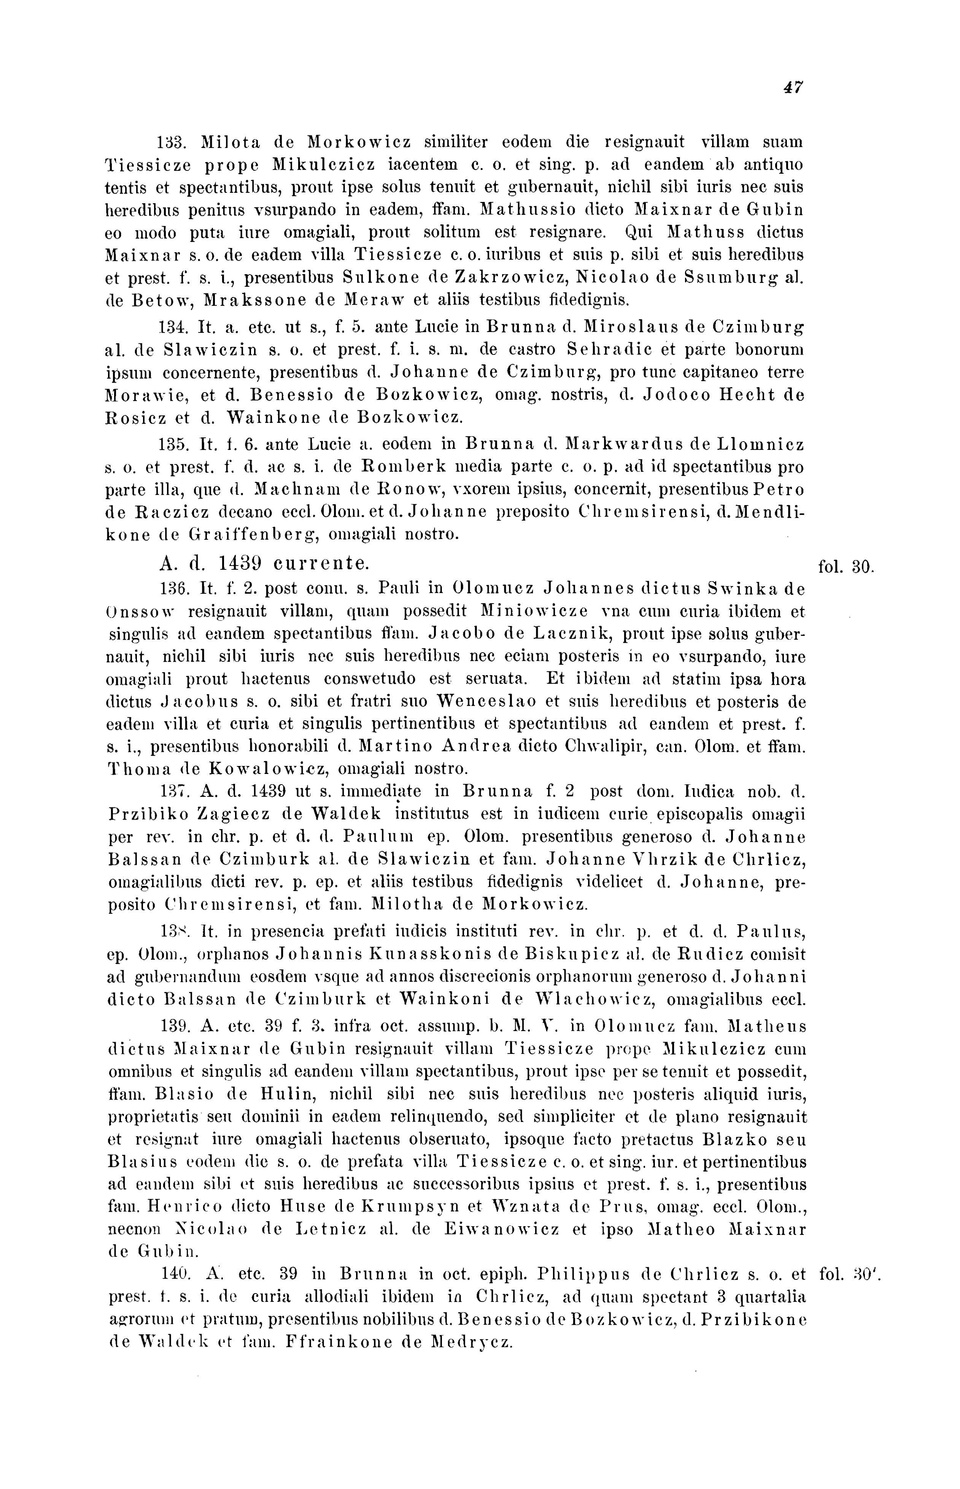 47
133. Milota de Morkowicz similiter eodem die resignauit villam suam
Tiessicze prope Mikulczicz iacentem c. o. et sing. p. ad eandem ab antiquo
tentis et spectantibus, prout ipse solus tenuit et gubernauit, nichil sibi iuris nec suis
heredibus penitus vsurpando in eadem, ffam. Mathussio dicto Maixnar de Gubin
eo modo puta iure omagiali, prout solitum est resignare. Qui Mathuss dictus
Maixnar s. o. de eadem villa Tiessicze c. o. iuribus et suis p. sibi et suis heredibus
et prest. f. s. i., presentibus Sulkone de Zakrzowicz, Nicolao de Ssumburg al.
de Betow, Mrakssone de Meraw et aliis testibus fidedignis.
134. It. a. etc. ut s., f. 5. ante Lucie in Brunna d. Miroslaus de Czimburg
al. de Slawiczin s. o. et prest. f. i. s. m. de castro Sehradic et parte bonorum
ipsum concernente, presentibus d. Johanne de Czimburg, pro tunc capitaneo terre
Morawie, et d. Benessio de Bozkowicz, omag. nostris, d. Jodoco Hecht de
Rosicz et d. Wainkone de Bozkowicz.
135. It. f. 6. ante Lucie a. eodem in Brunna d. Markwardus de Llomnicz
s. o. et prest. f. d. ac s. i. de Romberk media parte c. o. p. ad id spectantibus pro
parte illa, que d. Machnam de Ronow, vxorem ipsius, concernit, presentibus Petro
de Raczicz decano eccl. Olom. et d. Johanne preposito Chremsirensi, d. Mendli-
kone de Graiffenberg, omagiali nostro.
A. d. 1439 currente. fol. 30.
136. It. f. 2. post conu. s. Pauli in Olomucz Johannes dictus Swinka de
Onssow resignauit villam, quam possedit Miniowicze vna cum curia ibidem et
singulis ad eandem spectantibus ffam. Jacobo de Lacznik, prout ipse solus guber-
nauit, nichil sibi iuris nec suis heredibus nec eciam posteris in eo vsurpando, iure
omagiali prout hactenus conswetudo est seruata. Et ibidem ad statim ipsa hora
dictus Jacobus s. o. sibi et fratri suo Wenceslao et suis heredibus et posteris de
eadem villa et curia et singulis pertinentibus et spectantibus ad eandem et prest. f.
s. i., presentibus honorabili d. Martino Andrea dicto Chwalipir, can. Olom. et ffam.
Thoma de Kowalowicz, omagiali nostro.
137. A. d. 1439 ut s. immediate in Brunna f. 2 post dom. Iudica nob. d.
Przibiko Zagiecz de Waldek institutus est in iudicem curie episcopalis omagii
per rev. in chr. p. et d. d. Paulum ep. Olom. presentibus generoso d. Johanne
Balssan de Czimburk al. de Slawiczin et fam. Johanne Vhrzik de Chrlicz,
omagialibus dicti rev. p. ep. et aliis testibus fidedignis videlicet d. Johanne, pre-
posito Chremsirensi, et fam. Milotha de Morkowicz.
138. It. in presencia prefati iudicis instituti rev. in chr. p. et d. d. Paulus,
ep. Olom., orphanos Johannis Kunasskonis de Biskupicz al. de Rudicz comisit
ad gubernandum eosdem vsque ad annos discrecionis orphanorum generoso d. Johanni
dicto Balssan de Czimburk et Wainkoni de Wlachowicz, omagialibus eccl.
139. A. etc. 39 f. 3. infra oct. assump. b. M. V. in Olomucz fam. Matheus
dictus Maixnar de Gubin resignauit villam Tiessicze prope Mikulczicz cum
omnibus et singulis ad eandem villam spectantibus, prout ipse per se tenuit et possedit,
ffam. Blasio de Hulin, nichil sibi nec suis heredibus nec posteris aliquid iuris,
proprietatis seu dominii in eadem relinquendo, sed simpliciter et de plano resignauit
et resignat iure omagiali hactenus obseruato, ipsoque facto pretactus Blazko seu
Blasius eodem die s. o. de prefata villa Tiessicze c. o. et sing. iur. et pertinentibus
ad eandem sibi et suis heredibus ac successoribus ipsius et prest. f. s. i., presentibus
fam. Henrico dicto Huse de Krumpsyn et Wznata de Prus, omag. eccl. Olom.,
necnon Nicolao de Letnicz al. de Eiwanowicz et ipso Matheo Maixnar
de Gubin.
140. A. etc. 39 in Brunna in oct. epiph. Philippus de Chrlicz s. o. et fol. 30'.
prest. f. s. i. de curia allodiali ibidem in Chrlicz, ad quam spectant 3 quartalia
agrorum et pratum, presentibus nobilibus d. Benessio de Bozkowicz, d. Przibikone
de Waldek et fam. Ffrainkone de Medrycz.